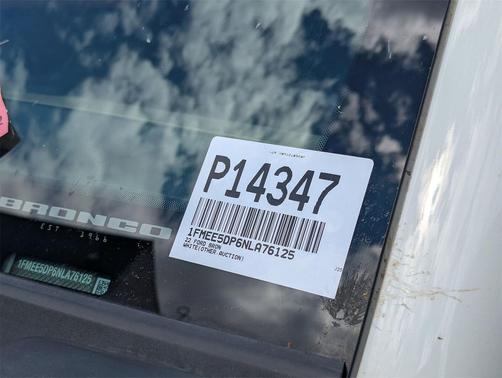 P14347
1FMEE5DP6NLA76125
22 FORD BRON
WHITE(OTHER AUCTION)
BRONCO
EST 1966
1FMEE5DP6NLA76125